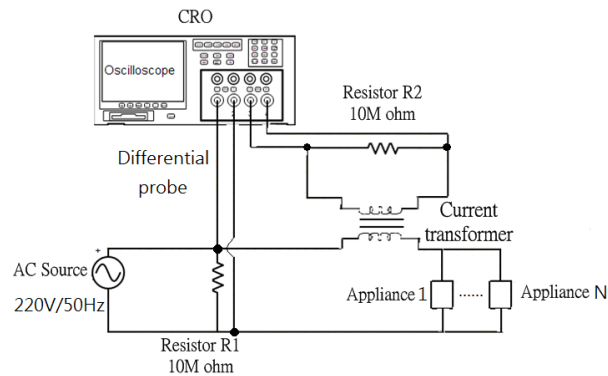 CRO
Oscilloscope
Resistor R2
10M ohm
Differential
probe
Current
transformer
+
AC Source
220V/50Hz
Appliance 1
......
Appliance N
Resistor R1
10M ohm